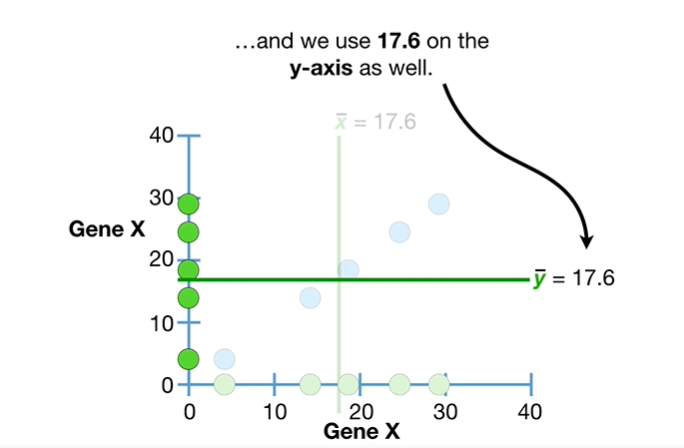 …and we use 17.6 on the
y-axis as well.
x̅ = 17.6
40
30
Gene X
20
y̅ = 17.6
10
0
0 10 20 30 40
Gene X